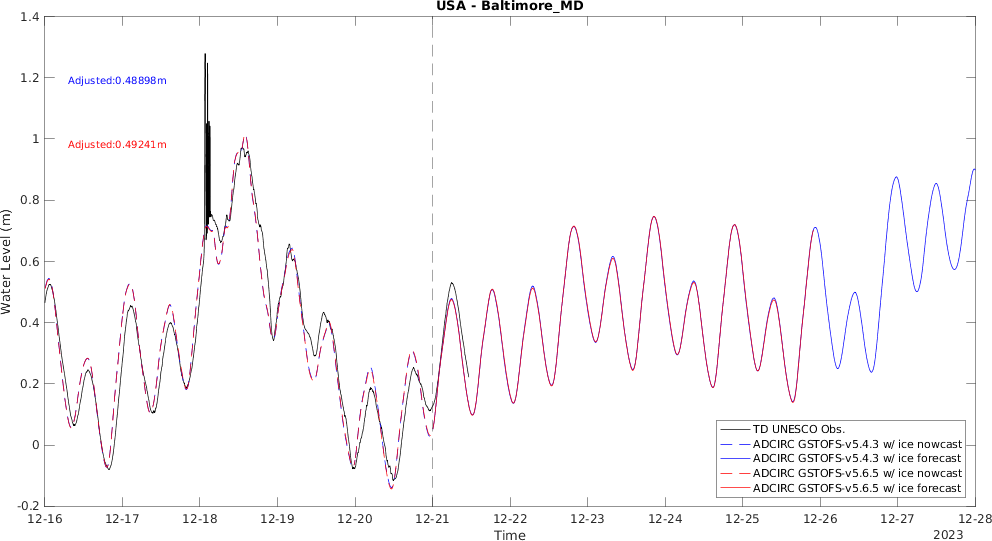 USA - Baltimore_MD
1.4
1.2
1
0.8
0.6
0.4
0.2
0
-0.2
Water Level (m)
Adjusted:0.48898m
Adjusted:0.49241m
TD UNESCO Obs.
ADCIRC GSTOFS-v5.4.3 w/ ice nowcast
ADCIRC GSTOFS-v5.4.3 w/ ice forecast
ADCIRC GSTOFS-v5.6.5 w/ ice nowcast
ADCIRC GSTOFS-v5.6.5 w/ ice forecast
12-16 12-17 12-18 12-19 12-20 12-21 12-22 12-23 12-24 12-25 12-26 12-27 12-28
Time
2023